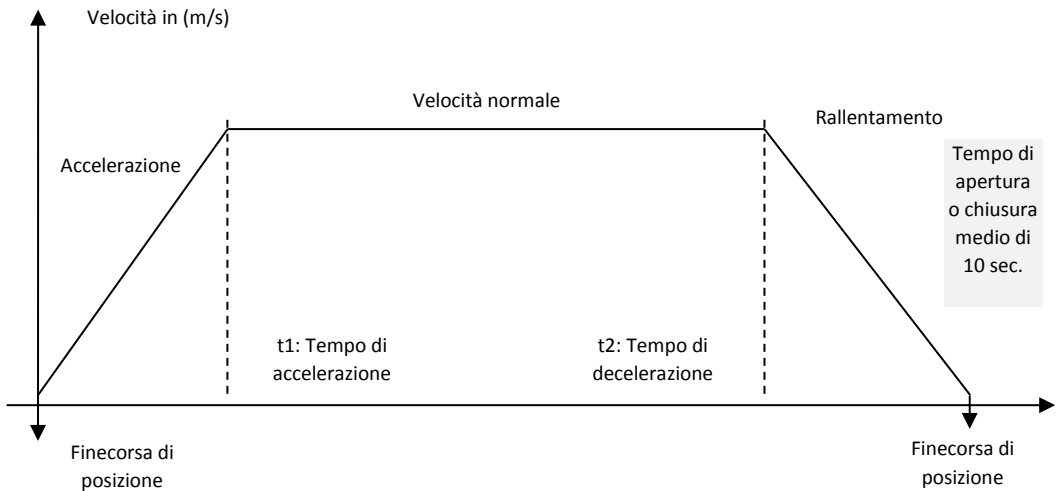 Velocità in (m/s)
Velocità normale
Rallentamento
Accelerazione
Tempo di
apertura
o chiusura
medio di
10 sec.
t1: Tempo di
accelerazione
t2: Tempo di
decelerazione
Finecorsa di
posizione
Finecorsa di
posizione